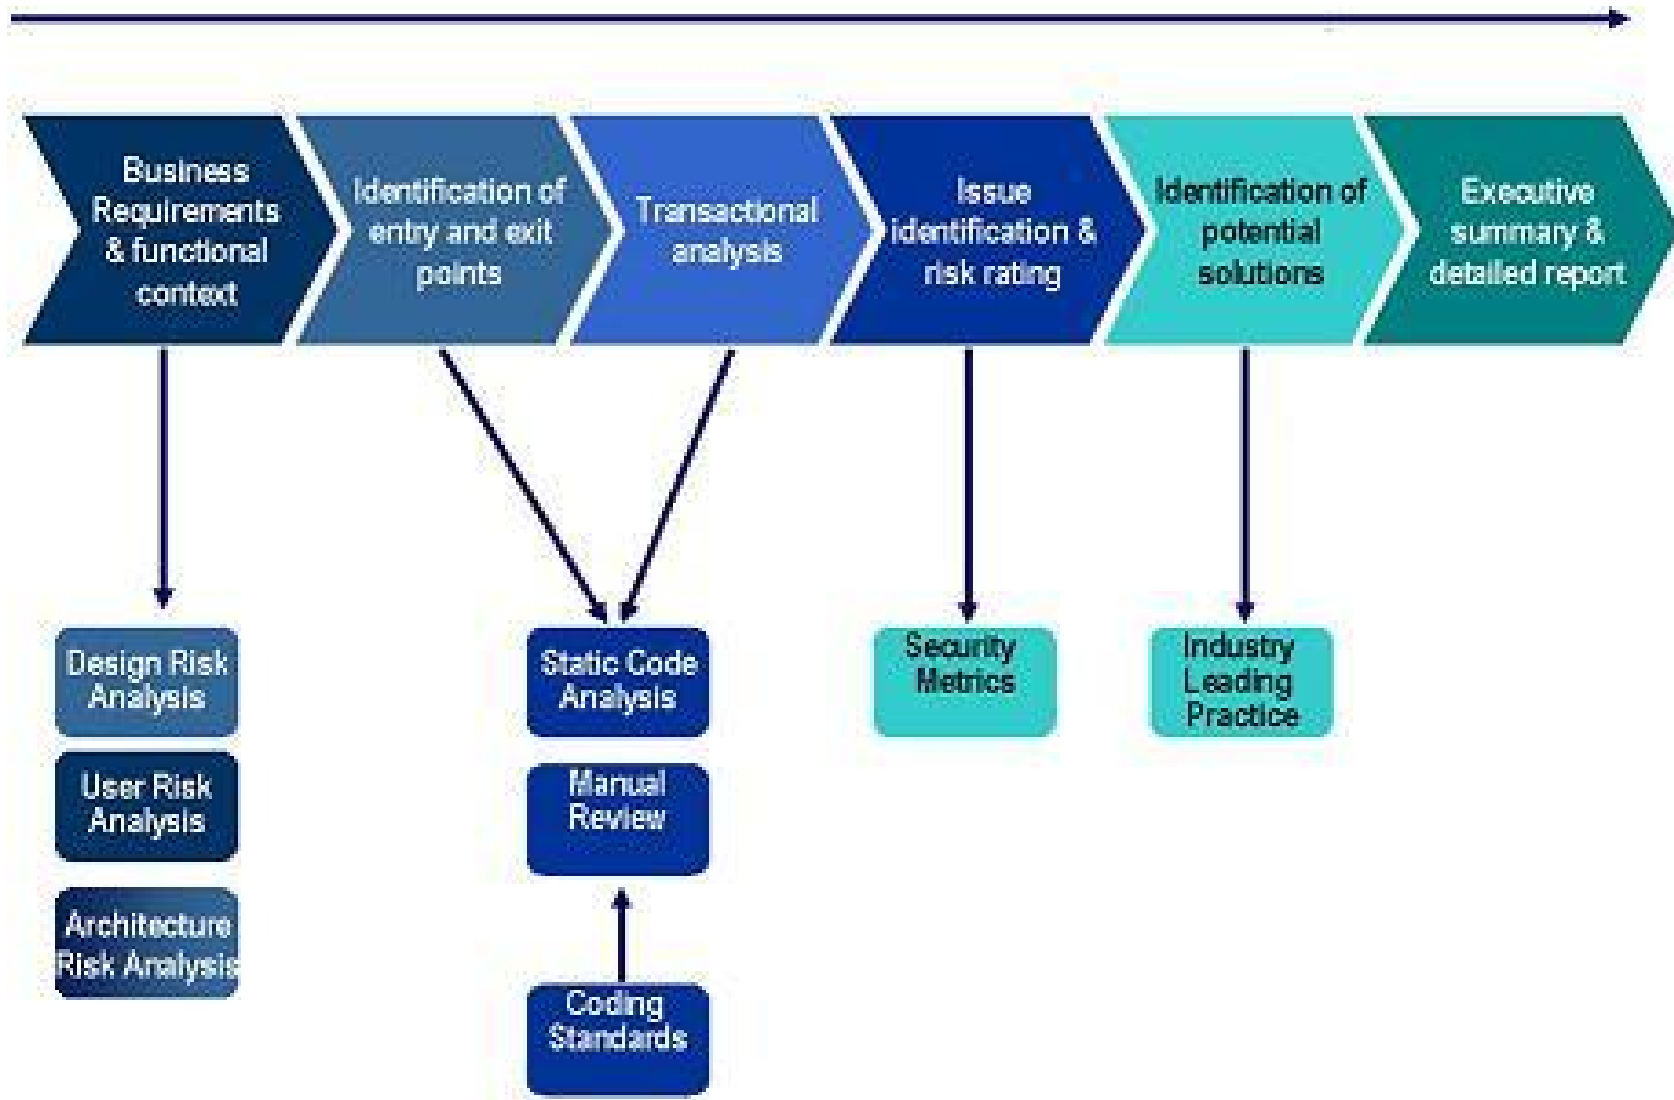 Business
Requirements
& functional
context
Identification of
entry and exit
points
Transactional
analysis
Issue
identification &
risk rating
Identification of
potential
solutions
Executive
summary &
detailed report
Design Risk
Analysis
User Risk
Analysis
Architecture
Risk Analysis
Static Code
Analysis
Manual
Review
Coding
Standards
Security
Metrics
Industry
Leading
Practice